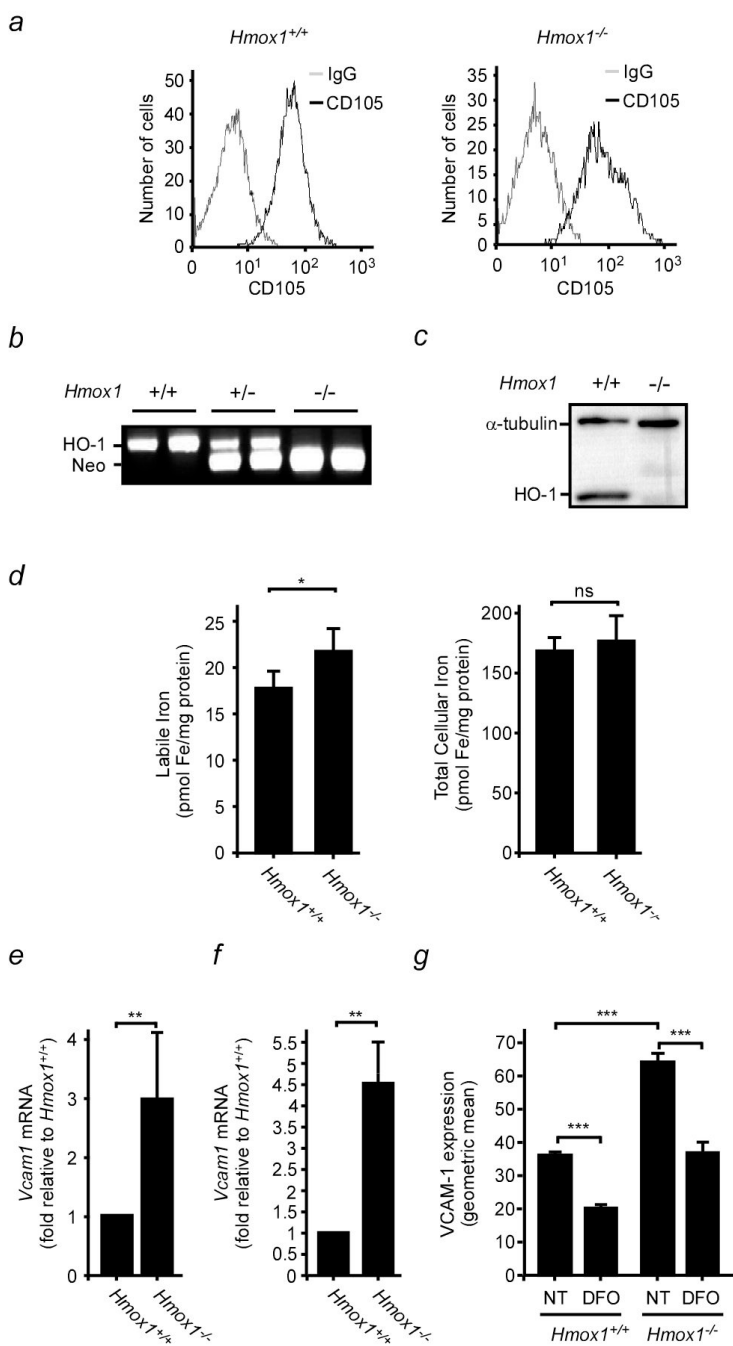 a
Hmox1+/+
Hmox1-/-
IgG
CD105
Number of cells
50
40
30
20
10
0
0
10¹
10²
10³
CD105
IgG
CD105
Number of cells
35
30
25
20
15
10
5
0
0
10¹
10²
10³
CD105
b
Hmox1
+/+
+/-
-/-
HO-1
Neo
c
Hmox1
+/+
-/-
α-tubulin
HO-1
d
*
Labile Iron
(pmol Fe/mg protein)
25
20
15
10
5
0
Hmox1+/+
Hmox1-/-
ns
Total Cellular Iron
(pmol Fe/mg protein)
200
150
100
50
0
Hmox1+/+
Hmox1-/-
e
**
Vcam1 mRNA
(fold relative to Hmox1+/+)
4
3
2
1
0
Hmox1+/+
Hmox1-/-
f
**
Vcam1 mRNA
(fold relative to Hmox1+/+)
5.5
5
4.5
4
3.5
3
2.5
2
1.5
1
0.5
0
Hmox1+/+
Hmox1-/-
g
***
***
***
VCAM-1 expression
(geometric mean)
70
60
50
40
30
20
10
0
NT DFO NT DFO
Hmox1+/+ Hmox1-/-